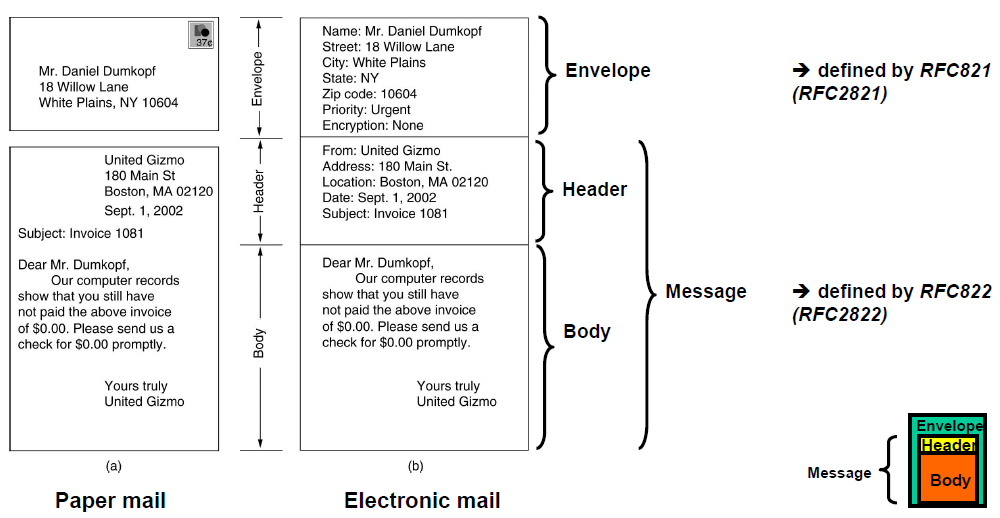 37¢
Mr. Daniel Dumkopf
18 Willow Lane
White Plains, NY 10604
United Gizmo
180 Main St
Boston, MA 02120
Sept. 1, 2002
Subject: Invoice 1081
Dear Mr. Dumkopf,
Our computer records
show that you still have
not paid the above invoice
of $0.00. Please send us a
check for $0.00 promptly.
Yours truly
United Gizmo
(a)
Paper mail
Envelope
Header
Body
Name: Mr. Daniel Dumkopf
Street: 18 Willow Lane
City: White Plains
State: NY
Zip code: 10604
Priority: Urgent
Encryption: None
From: United Gizmo
Address: 180 Main St.
Location: Boston, MA 02120
Date: Sept. 1, 2002
Subject: Invoice 1081
Dear Mr. Dumkopf,
Our computer records
show that you still have
not paid the above invoice
of $0.00. Please send us a
check for $0.00 promptly.
Yours truly
United Gizmo
(b)
Electronic mail
Envelope
Header
Body
Message
➔ defined by RFC821
(RFC2821)
➔ defined by RFC822
(RFC2822)
Message
Envelope
Header
Body